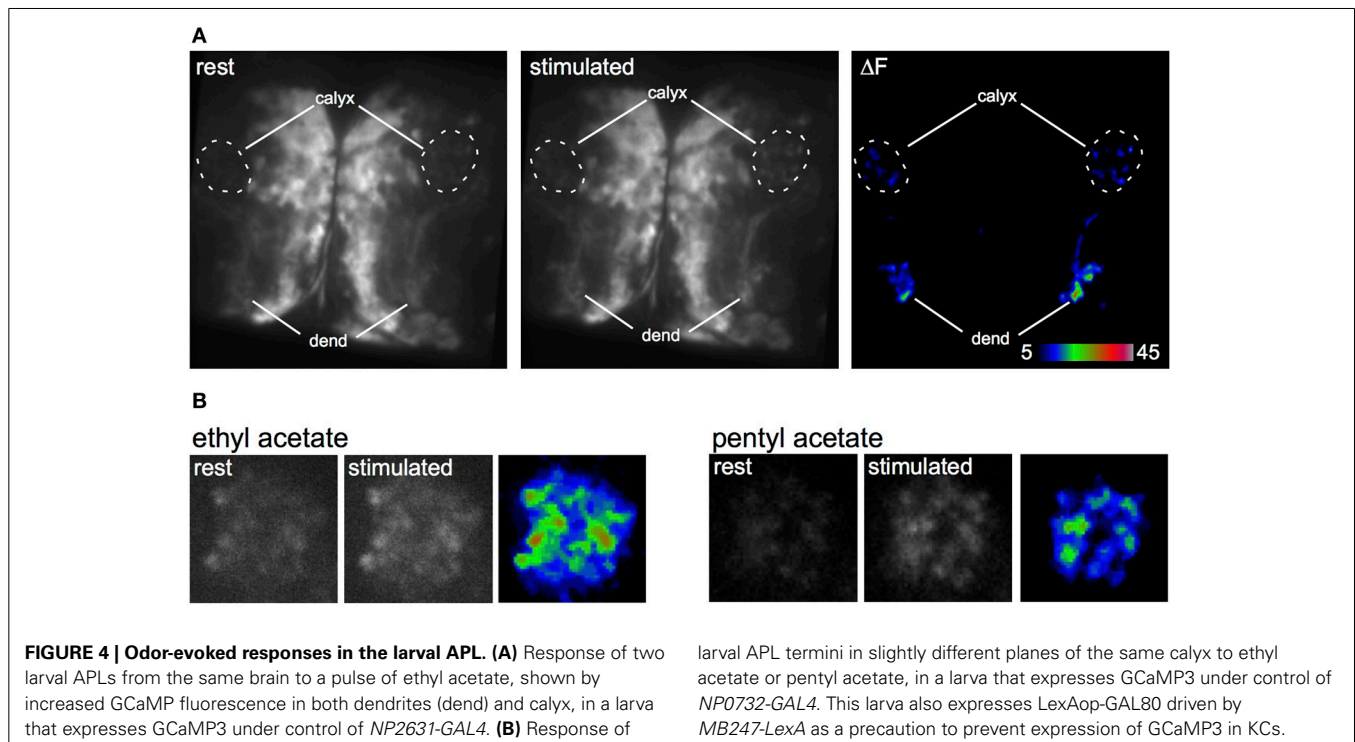 A
rest
calyx
dend
stimulated
calyx
dend
ΔF
calyx
dend
5 45
B
ethyl acetate
rest
stimulated
pentyl acetate
rest
stimulated
FIGURE 4 | Odor-evoked responses in the larval APL. (A) Response of two
larval APLs from the same brain to a pulse of ethyl acetate, shown by
increased GCaMP fluorescence in both dendrites (dend) and calyx, in a larva
that expresses GCaMP3 under control of NP2631-GAL4. (B) Response of
larval APL termini in slightly different planes of the same calyx to ethyl
acetate or pentyl acetate, in a larva that expresses GCaMP3 under control of
NP0732-GAL4. This larva also expresses LexAop-GAL80 driven by
MB247-LexA as a precaution to prevent expression of GCaMP3 in KCs.